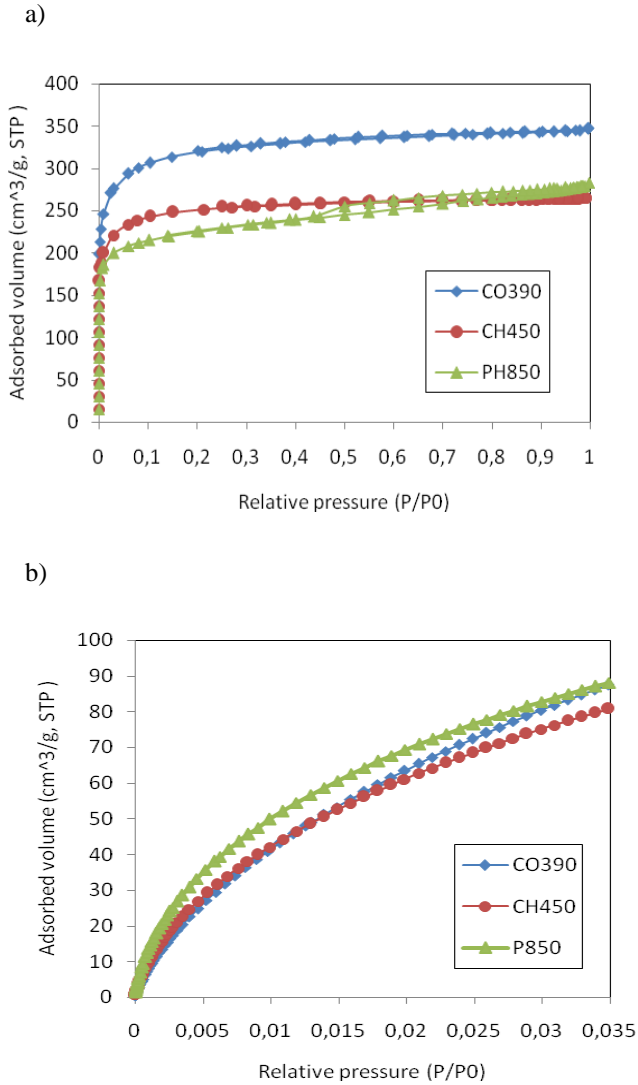 a)
400
350
300
250
200
150
100
50
0
Adsorbed volume (cm^3/g, STP )
CO390
CH450
PH850
0 0,1 0,2 0,3 0,4 0,5 0,6 0,7 0,8 0,9 1
Relative pressure (P/P0)
b)
100
90
80
70
60
50
40
30
20
10
0
Adsorbed volume (cm^3/g, STP)
CO390
CH450
P850
0 0,005 0,01 0,015 0,02 0,025 0,03 0,035
Relative pressure (P/P0)